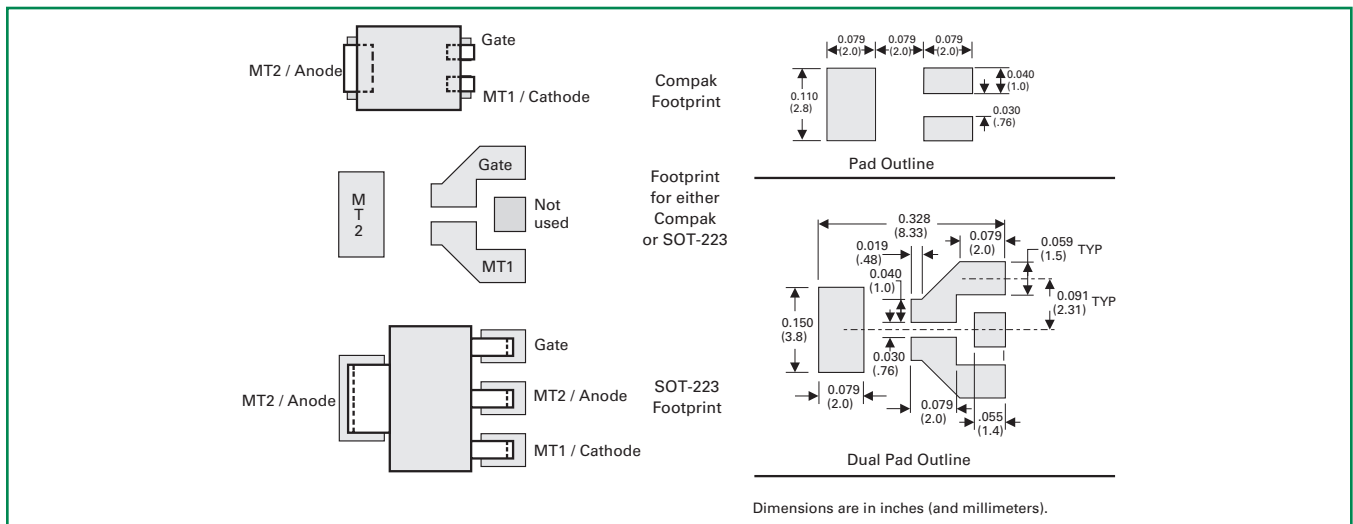 Gate
MT2 / Anode
MT1 / Cathode
Compak
Footprint
0.079
(2.0)
0.079
(2.0)
0.079
(2.0)
0.110
(2.8)
0.040
(1.0)
0.030
(.76)
Pad Outline
M
T
2
Gate
Not
used
MT1
Footprint
for either
Compak
or SOT-223
0.328
(8.33)
0.019
(.48)
0.079
(2.0)
0.059
(1.5)
TYP
0.040
(1.0)
0.091
(2.31)
TYP
0.150
(3.8)
0.030
(.76)
0.079
(2.0)
0.079
(2.0)
.055
(1.4)
Dual Pad Outline
Gate
MT2 / Anode
MT2 / Anode
MT1 / Cathode
SOT-223
Footprint
Dimensions are in inches (and millimeters).